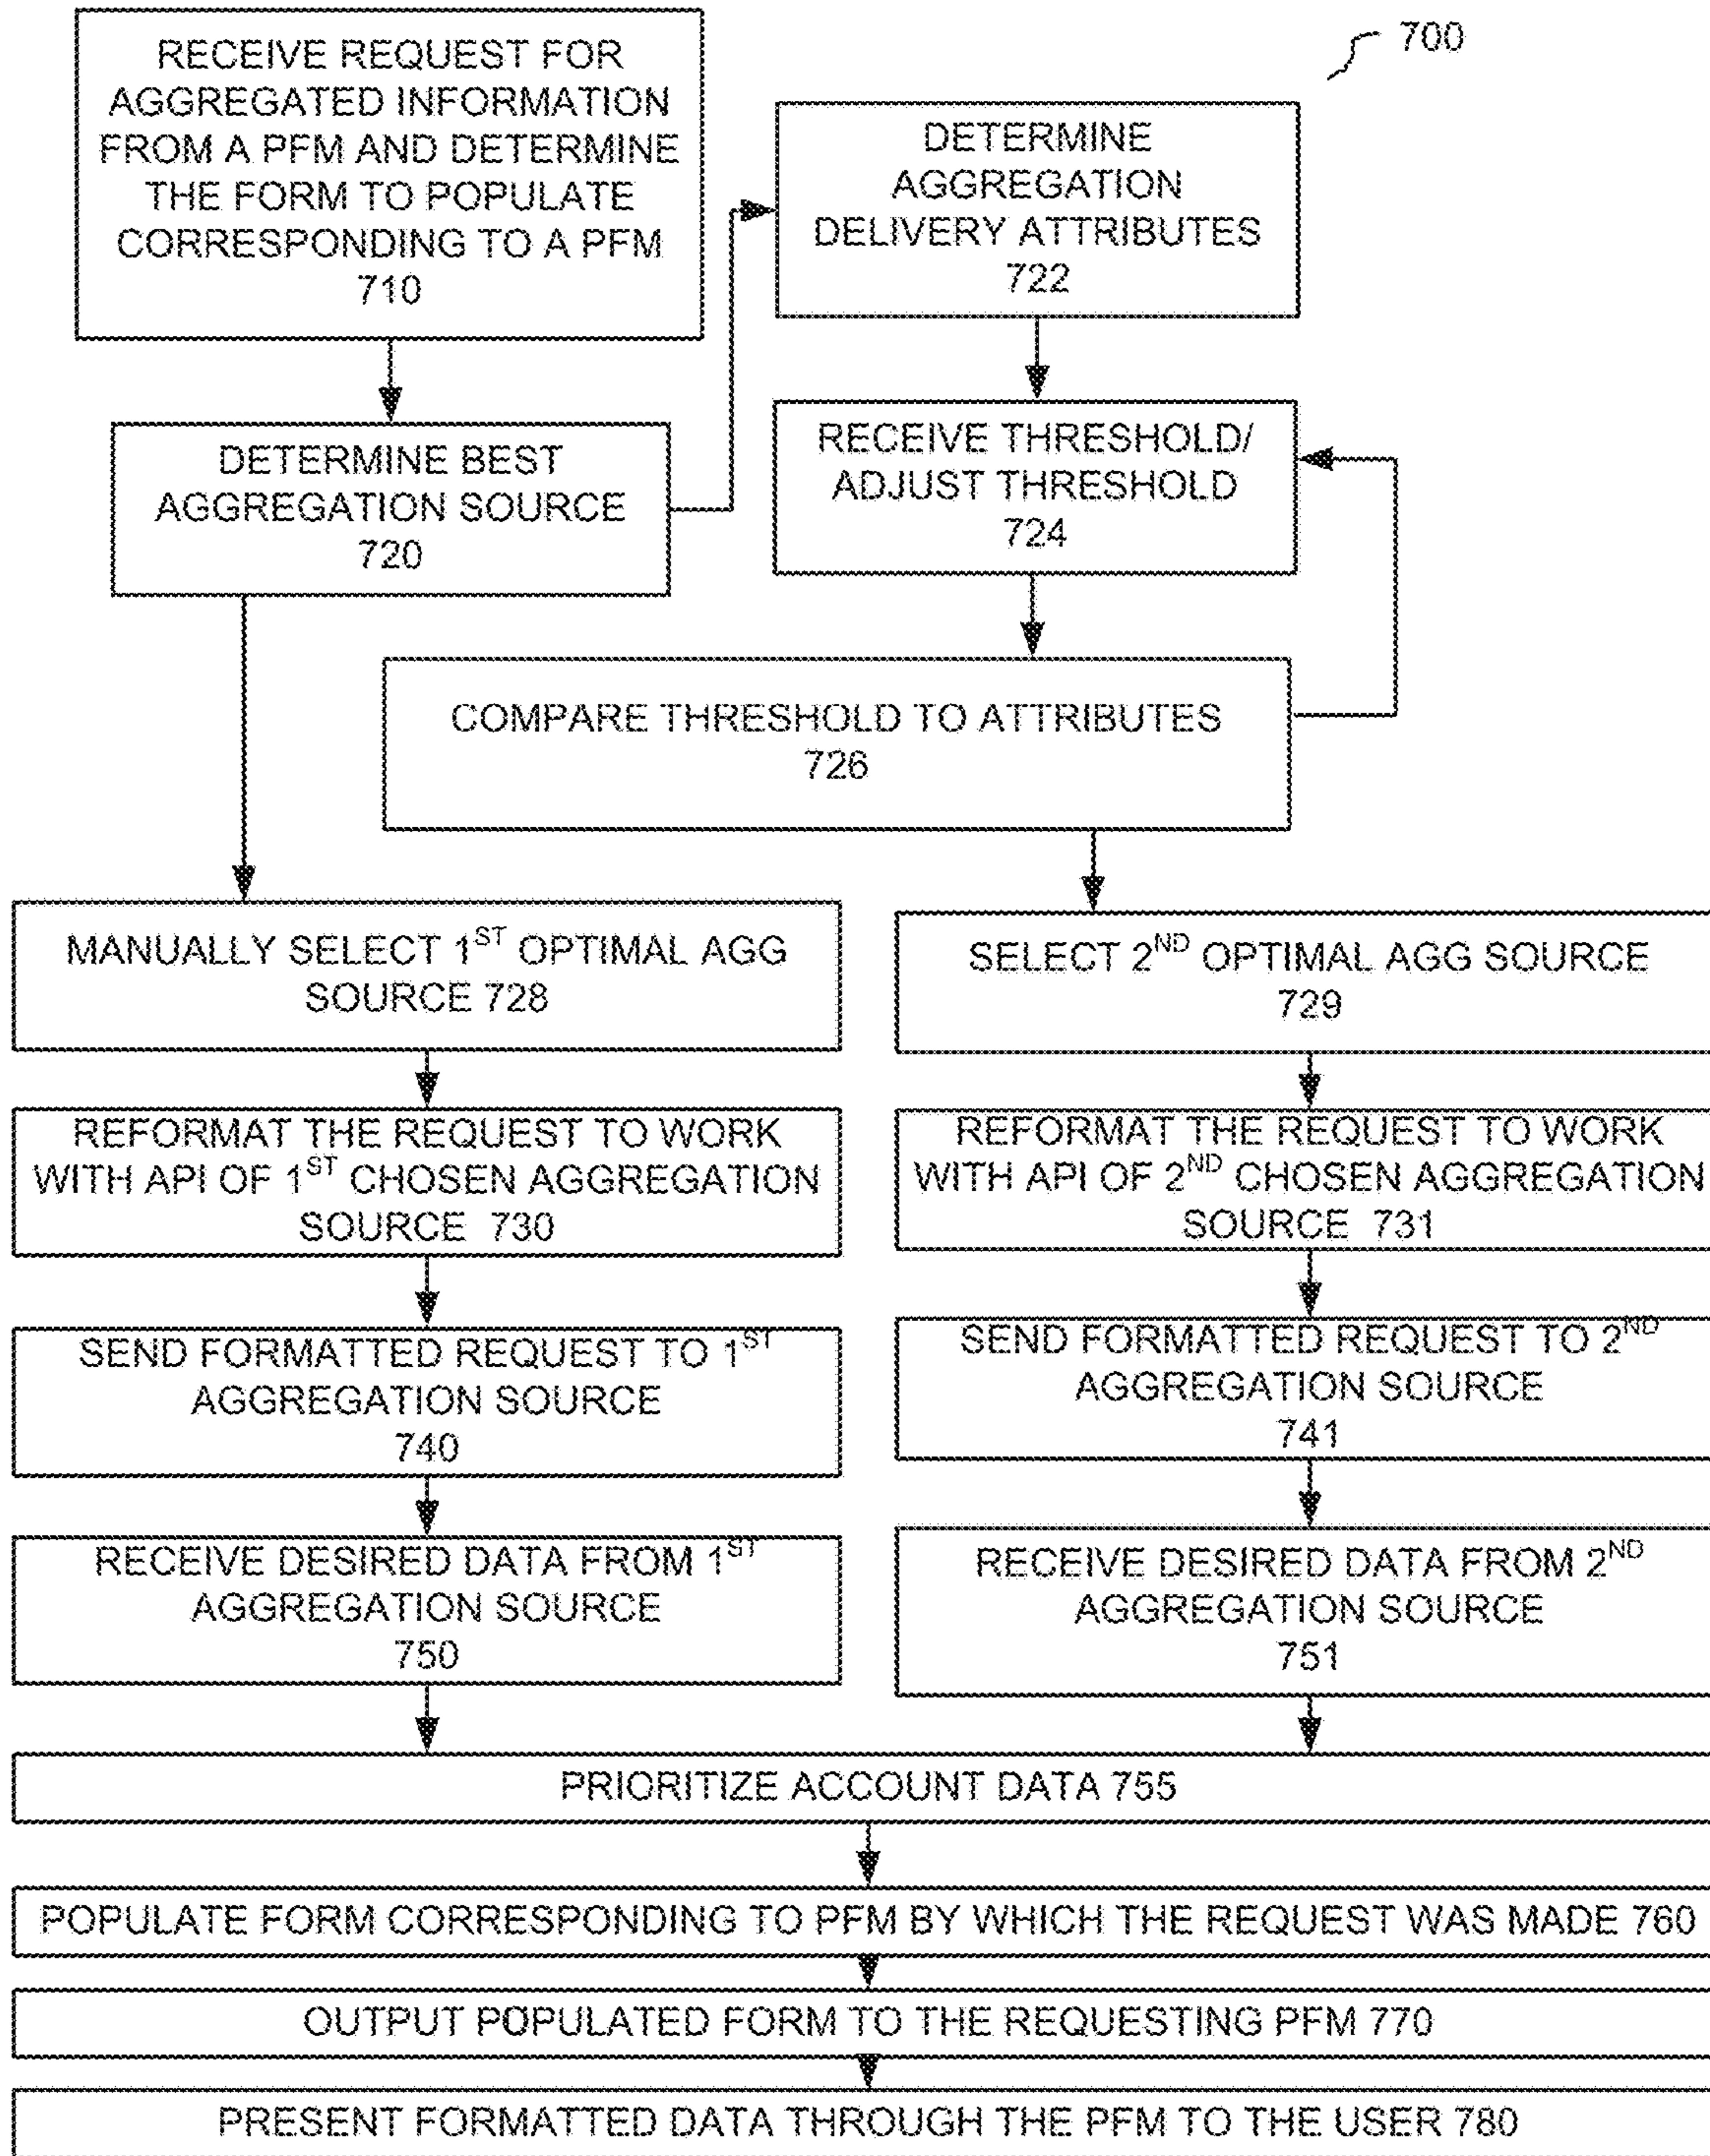 700
RECEIVE REQUEST FOR
AGGREGATED INFORMATION
FROM A PFM AND DETERMINE
THE FORM TO POPULATE
CORRESPONDING TO A PFM
710
DETERMINE
AGGREGATION
DELIVERY ATTRIBUTES
722
DETERMINE BEST
AGGREGATION SOURCE
720
RECEIVE THRESHOLD/
ADJUST THRESHOLD
724
COMPARE THRESHOLD TO ATTRIBUTES
726
MANUALLY SELECT 1ST OPTIMAL AGG
SOURCE 728
SELECT 2ND OPTIMAL AGG SOURCE
729
REFORMAT THE REQUEST TO WORK
WITH API OF 1ST CHOSEN AGGREGATION
SOURCE 730
REFORMAT THE REQUEST TO WORK
WITH API OF 2ND CHOSEN AGGREGATION
SOURCE 731
SEND FORMATTED REQUEST TO 1ST
AGGREGATION SOURCE
740
SEND FORMATTED REQUEST TO 2ND
AGGREGATION SOURCE
741
RECEIVE DESIRED DATA FROM 1ST
AGGREGATION SOURCE
750
RECEIVE DESIRED DATA FROM 2ND
AGGREGATION SOURCE
751
PRIORITIZE ACCOUNT DATA 755
POPULATE FORM CORRESPONDING TO PFM BY WHICH THE REQUEST WAS MADE 760
OUTPUT POPULATED FORM TO THE REQUESTING PFM 770
PRESENT FORMATTED DATA THROUGH THE PFM TO THE USER 780